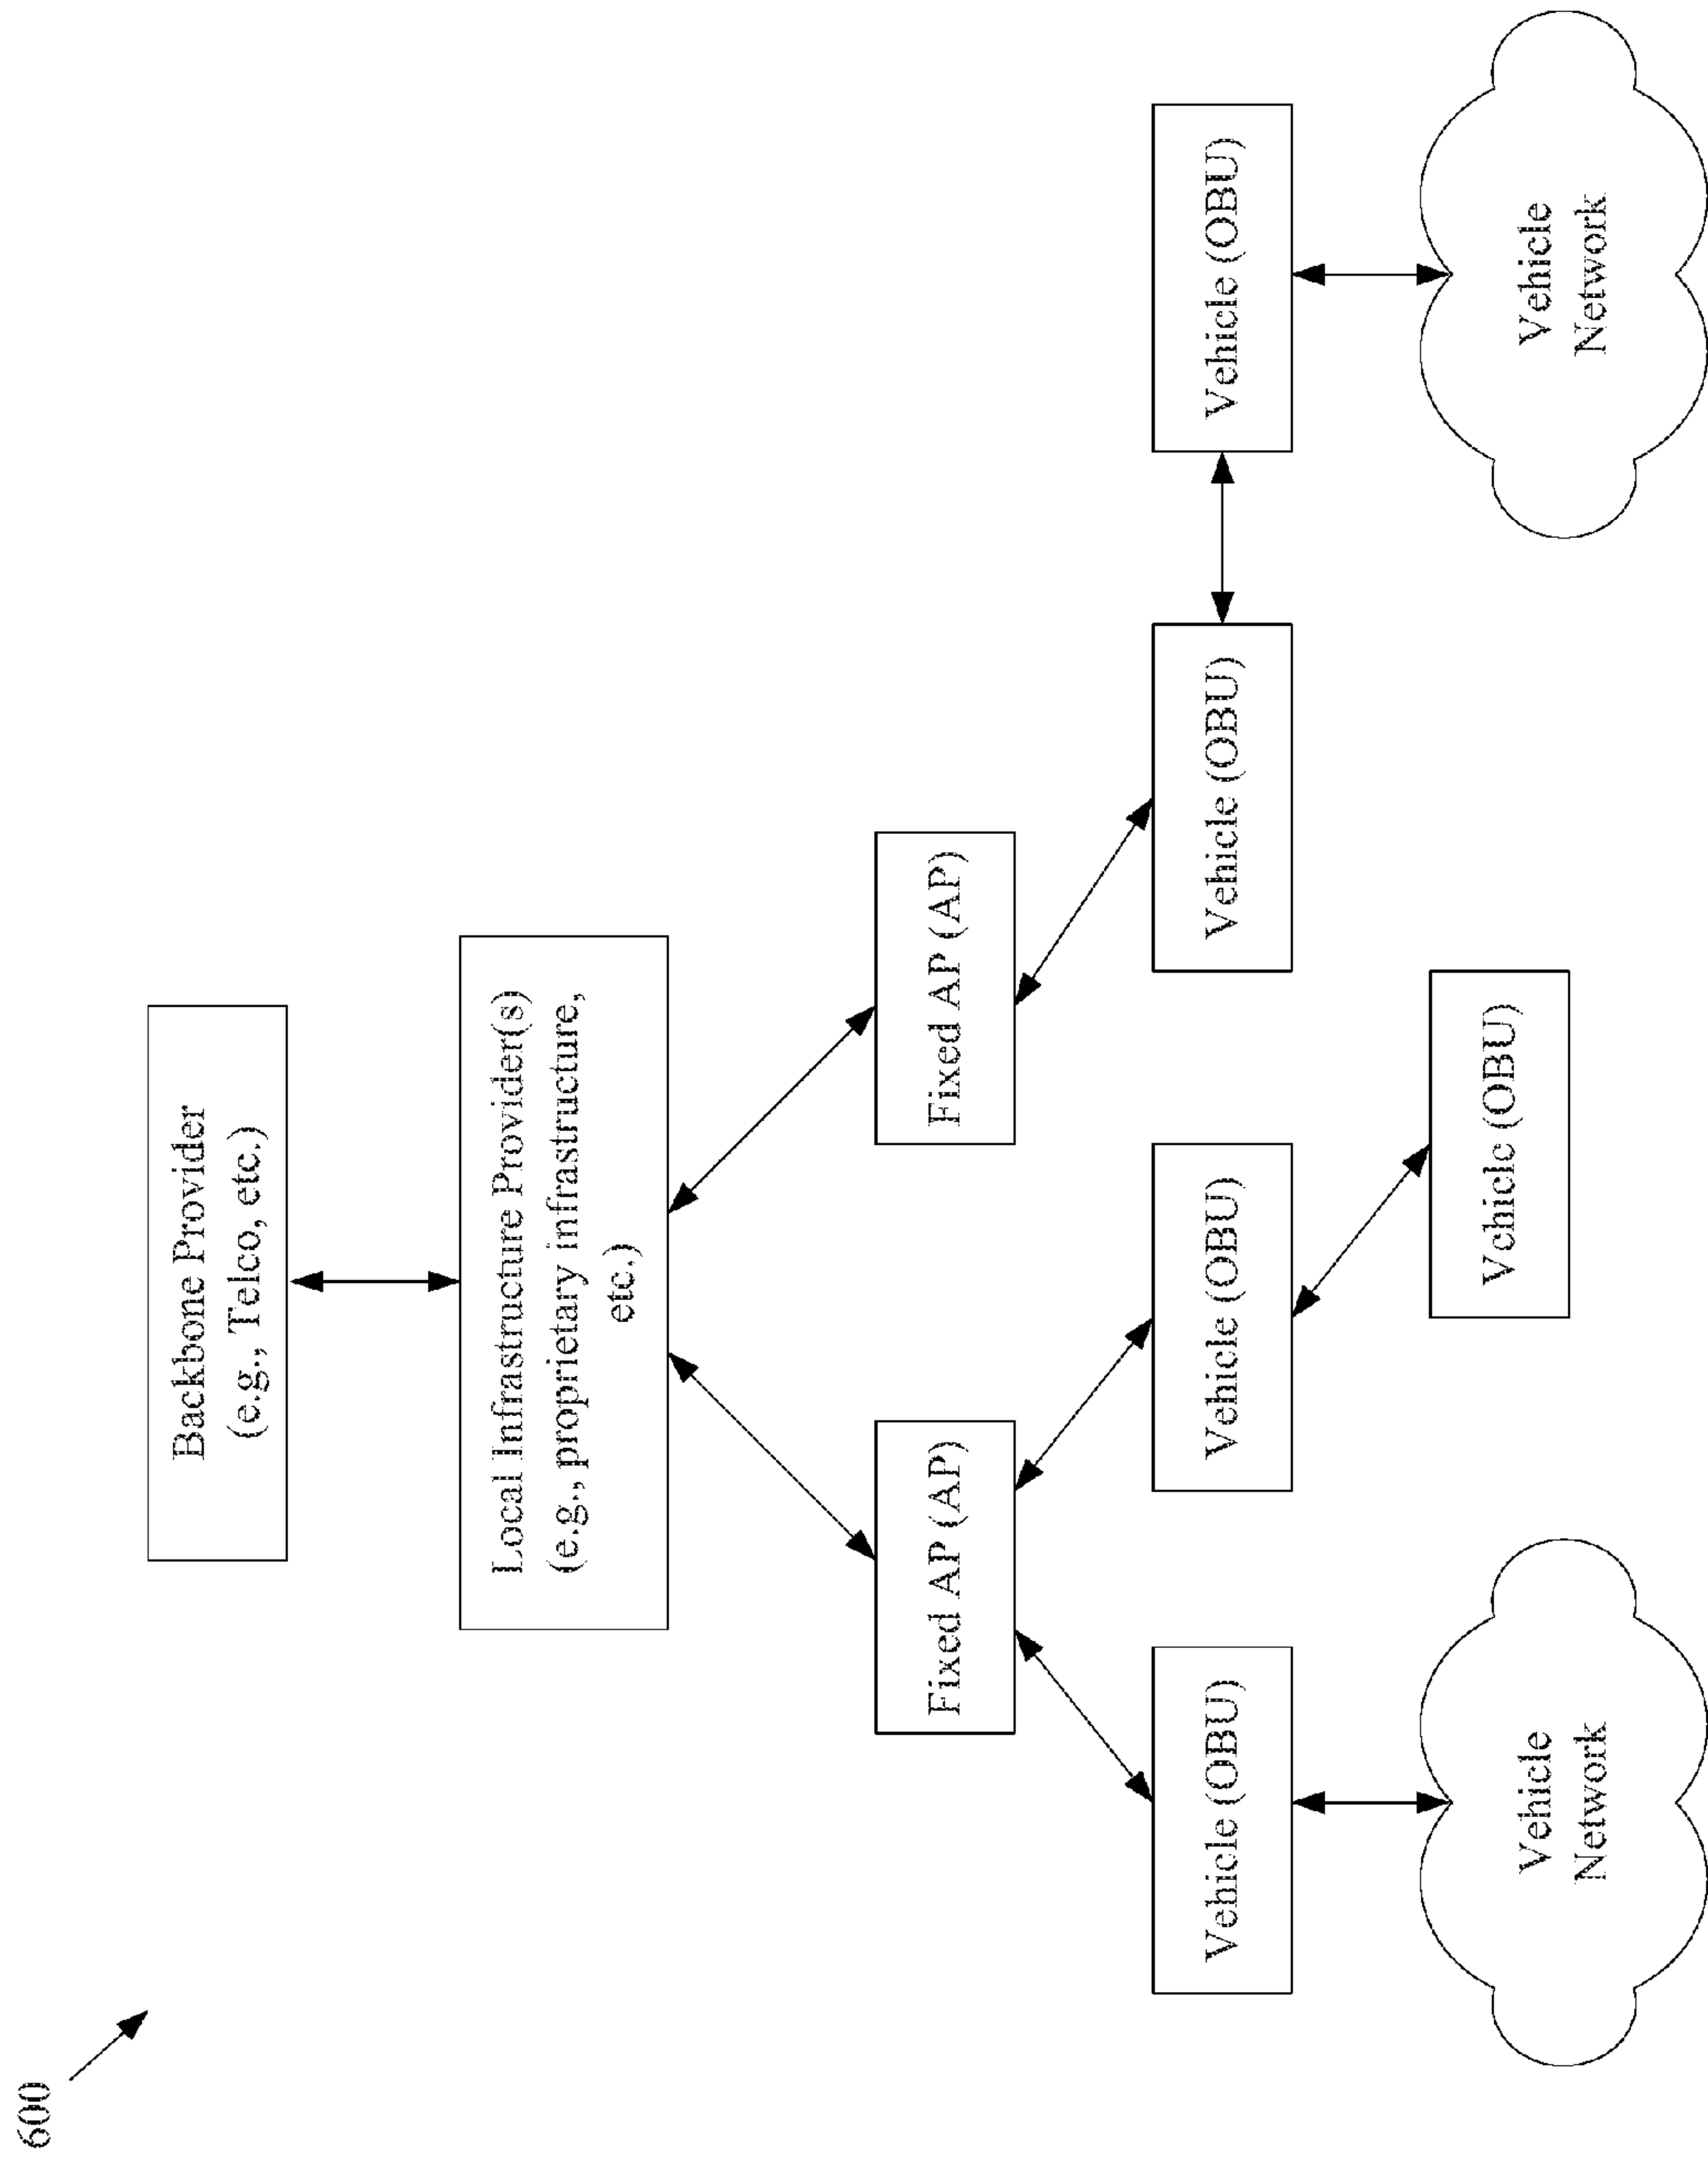 600
Backbone Provider
(e.g., Telco, etc.)
Local Infrastructure Provider(s)
(e.g., proprietary infrastructure,
etc.)
Fixed AP (AP)
Fixed AP (AP)
Vehicle (OBU)
Vehicle (OBU)
Vehicle (OBU)
Vehicle (OBU)
Vehicle (OBU)
Vehicle
Network
Vehicle
Network